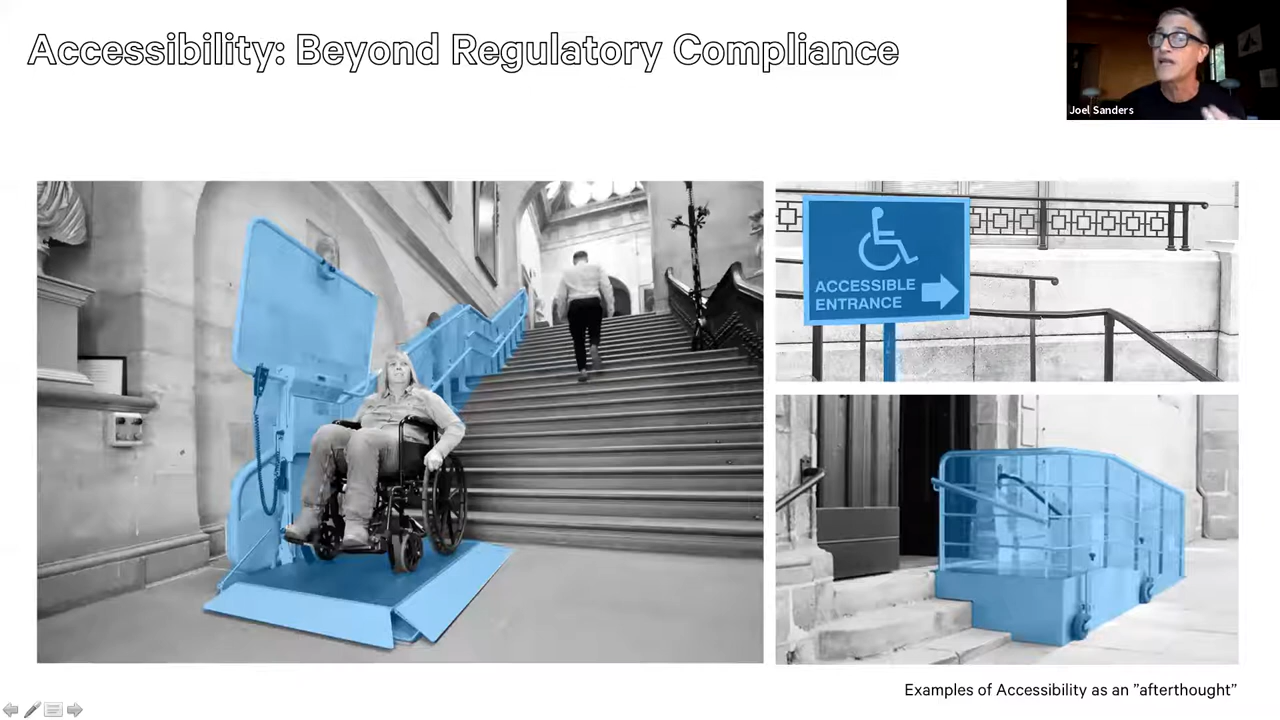 Accessibility: Beyond Regulatory Compliance
Joel Sanders
ACCESSIBLE
ENTRANCE
Examples of Accessibility as an ”afterthought”